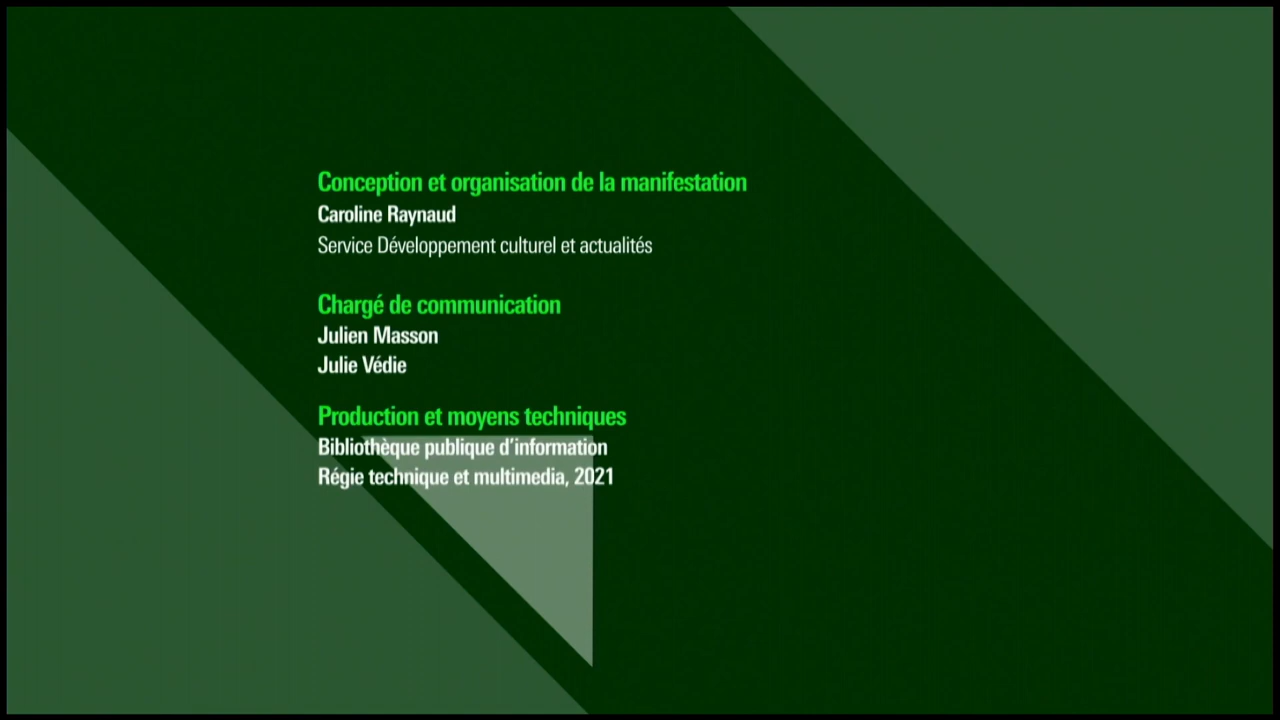 Conception et organisation de la manifestation
Caroline Raynaud
Service Développement culturel et actualités
Chargé de communication
Julien Masson
Julie Védie
Production et moyens techniques
Bibliothèque publique d'information
Régie technique et multimedia, 2021